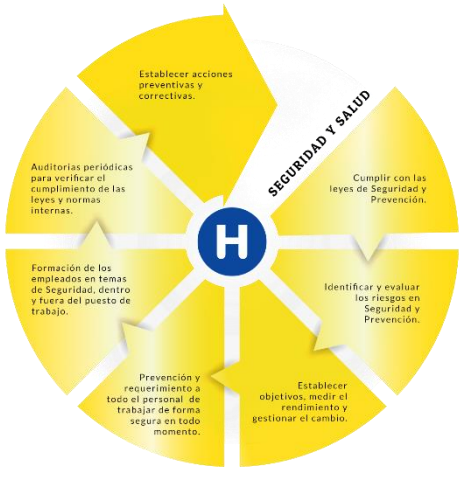 SEGURIDAD Y SALUD
Cumplir con las
leyes de Seguridad y
Prevención.
Identificar y evaluar
los riesgos en
Seguridad y
Prevención.
Establecer
objetivos, medir el
rendimiento y
gestionar el cambio.
Prevención y
requerimiento a
todo el personal de
trabajar de forma
segura en todo
momento.
Formación de los
empleados en temas
de Seguridad, dentro
y fuera del puesto de
trabajo.
Auditorias periódicas
para verificar el
cumplimiento de las
leyes y normas
internas.
Establecer acciones
preventivas y
correctivas.
H